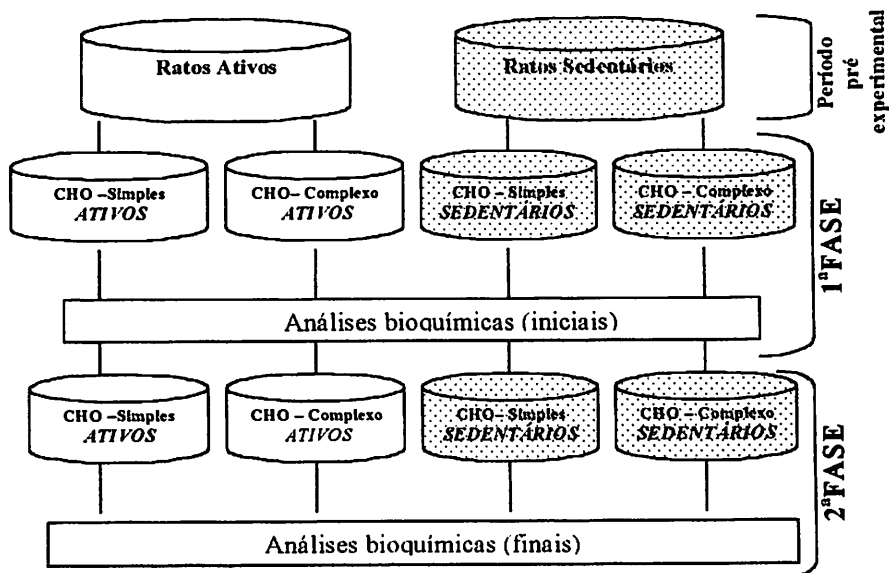 Ratos Ativos
Ratos Sedentários
Período
pré
experimental
CHO –Simples
ATIVOS
CHO– Complexo
ATIVOS
CHO –Simples
SEDENTÁRIOS
CHO – Complexo
SEDENTÁRIOS
1ªFASE
Análises bioquímicas (iniciais)
CHO –Simples
ATIVOS
CHO – Complexo
ATIVOS
CHO– Simples
SEDENTÁRIOS
CHO – Complexo
SEDENTÁRIOS
2ªFASE
Análises bioquímicas (finais)